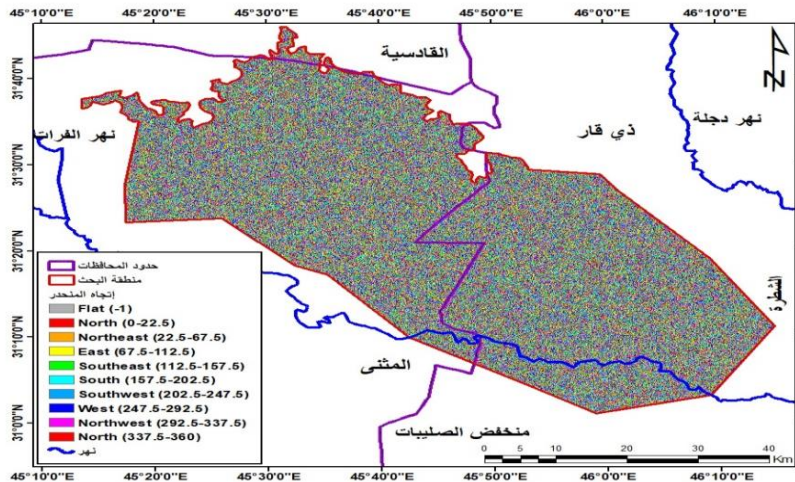 45°10'0"E 45°20'0"E 45°30'0"E 45°40'0"E 45°50'0"E 46°0'0"E 46°10'0"E
31°40'0"N
31°30'0"N
31°20'0"N
31°10'0"N
31°0'0"N
القادسية
N
نهر الفرات
ذي قار
نهر دجلة
الشطرة
المثنى
منخفض الصليبات
حدود المحافظات
منطقة البحث
إتجاه المنحدر
Flat (-1)
North (0-22.5)
Northeast (22.5-67.5)
East (67.5-112.5)
Southeast (112.5-157.5)
South (157.5-202.5)
Southwest (202.5-247.5)
West (247.5-292.5)
Northwest (292.5-337.5)
North (337.5-360)
نهر
0 5 10 20 30 40
Km
45°10'0"E 45°20'0"E 45°30'0"E 45°40'0"E 45°50'0"E 46°0'0"E 46°10'0"E